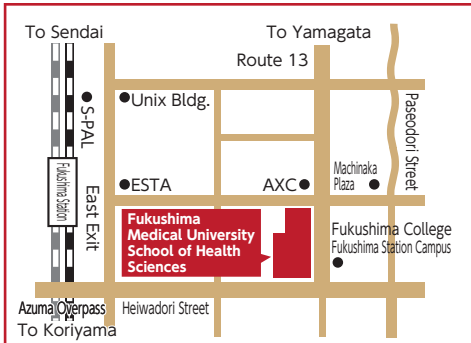 To Sendai
To Yamagata
Route 13
S-PAL
Unix Bldg.
Paseodori Street
Fukushima Station
East Exit
ESTA
AXC
Machinaka
Plaza
Fukushima
Medical University
School of Health
Sciences
Fukushima College
Fukushima Station Campus
Azuma Overpass
Heiwadori Street
To Koriyama